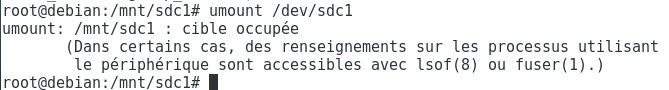 root@debian:/mnt/sdc1# umount /dev/sdc1
umount: /mnt/sdc1 : cible occupée
(Dans certains cas, des renseignements sur les processus utilisant
le périphérique sont accessibles avec lsof(8) ou fuser(1).)
root@debian:/mnt/sdc1#